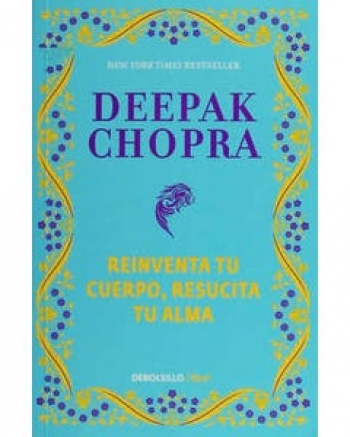 NEW YORK TIMES BESTSELLER
DEEPAK
CHOPRA
REINVENTA TU
CUERPO, RESUCITA
TU ALMA
DEBOLSILLO